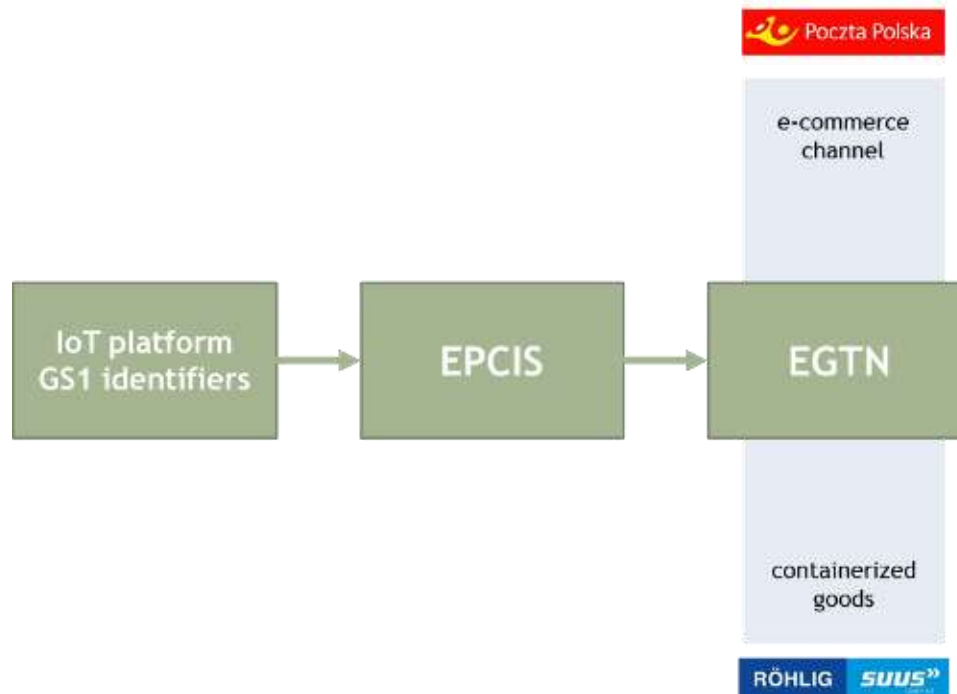 Poczta Polska
e-commerce
channel
IoT platform
GS1 identifiers
EPCIS
EGTN
containerized
goods
RÖHLIG SUUS